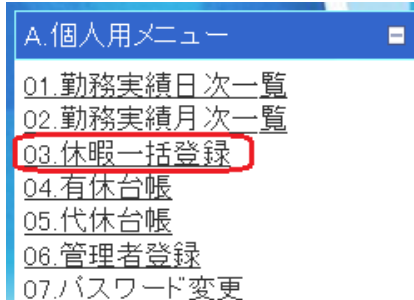 A.個人用メニュー
01.勤務実績日次一覧
02.勤務実績月次一覧
03.休暇一括登録
04.有休台帳
05.代休台帳
06.管理者登録
07.パスワード変更